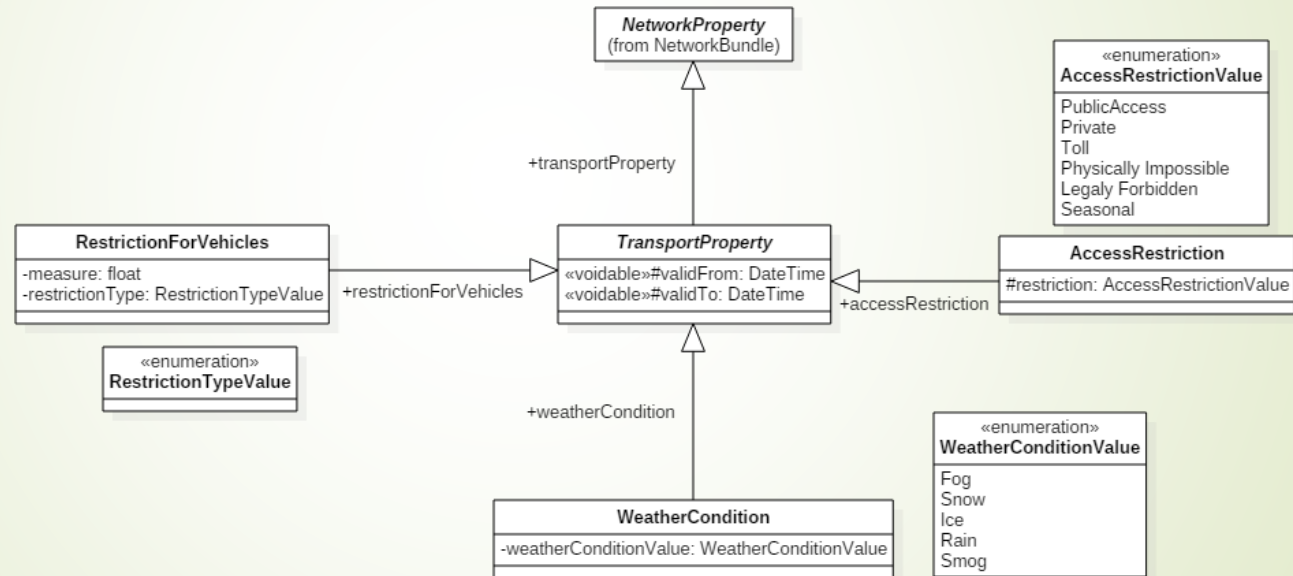 NetworkProperty
(from NetworkBundle)
«enumeration»
AccessRestrictionValue
PublicAccess
Private
Toll
Physically Impossible
Legaly Forbidden
Seasonal
+transportProperty
RestrictionForVehicles
-measure: float
-restrictionType: RestrictionTypeValue
+restrictionForVehicles
TransportProperty
«voidable»#validFrom: DateTime
«voidable»#validTo: DateTime
AccessRestriction
#restriction: AccessRestrictionValue
+accessRestriction
«enumeration»
RestrictionTypeValue
+weatherCondition
«enumeration»
WeatherConditionValue
Fog
Snow
Ice
Rain
Smog
WeatherCondition
-weatherConditionValue: WeatherConditionValue